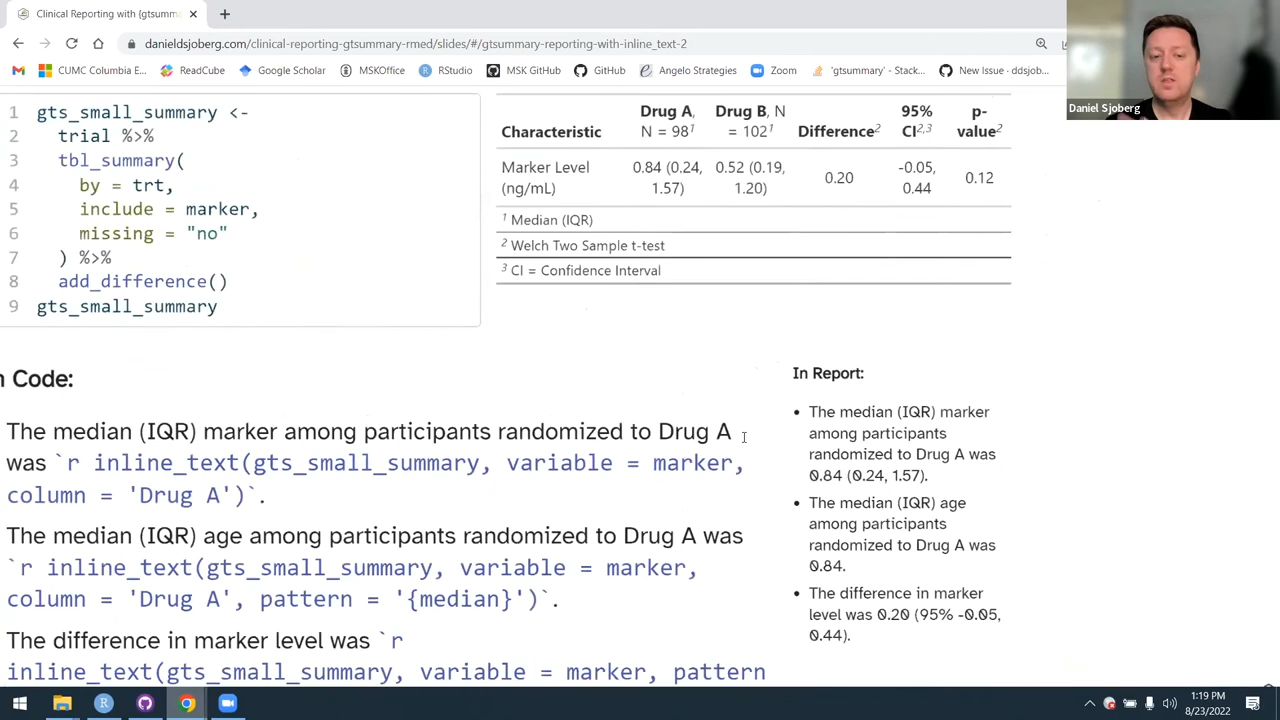 Clinical Reporting with {gtsumm
danieldsjoberg.com/clinical-reporting-gtsummary-rmed/slides/#/gtsummary-reporting-with-inline_text-2
CUMC Columbia E... ReadCube Google Scholar MSKOffice RStudio MSK GitHub GitHub Angelo Strategies Zoom 'gtsummary' - Stack... New Issue · ddsjob...
Daniel Sjoberg
1 gts_small_summary <-
2 trial %>%
3 tbl_summary(
4 by = trt,
5 include = marker,
6 missing = "no"
7 ) %>%
8 add_difference()
9 gts_small_summary
Drug A, Drug B, N 95% p-
Characteristic N = 98¹ = 102¹ Difference² CI²,³ value²
Marker Level 0.84 (0.24, 0.52 (0.19, -0.05,
(ng/mL) 1.57) 1.20) 0.20 0.44 0.12
¹ Median (IQR)
² Welch Two Sample t-test
³ CI = Confidence Interval
n Code:
The median (IQR) marker among participants randomized to Drug A
was `r inline_text(gts_small_summary, variable = marker,
column = 'Drug A')`.
The median (IQR) age among participants randomized to Drug A was
`r inline_text(gts_small_summary, variable = marker,
column = 'Drug A', pattern = '{median}')`.
The difference in marker level was `r
inline_text(gts_small_summary, variable = marker, pattern
In Report:
• The median (IQR) marker
among participants
randomized to Drug A was
0.84 (0.24, 1.57).
• The median (IQR) age
among participants
randomized to Drug A was
0.84.
• The difference in marker
level was 0.20 (95% -0.05,
0.44).
1:19 PM
8/23/2022